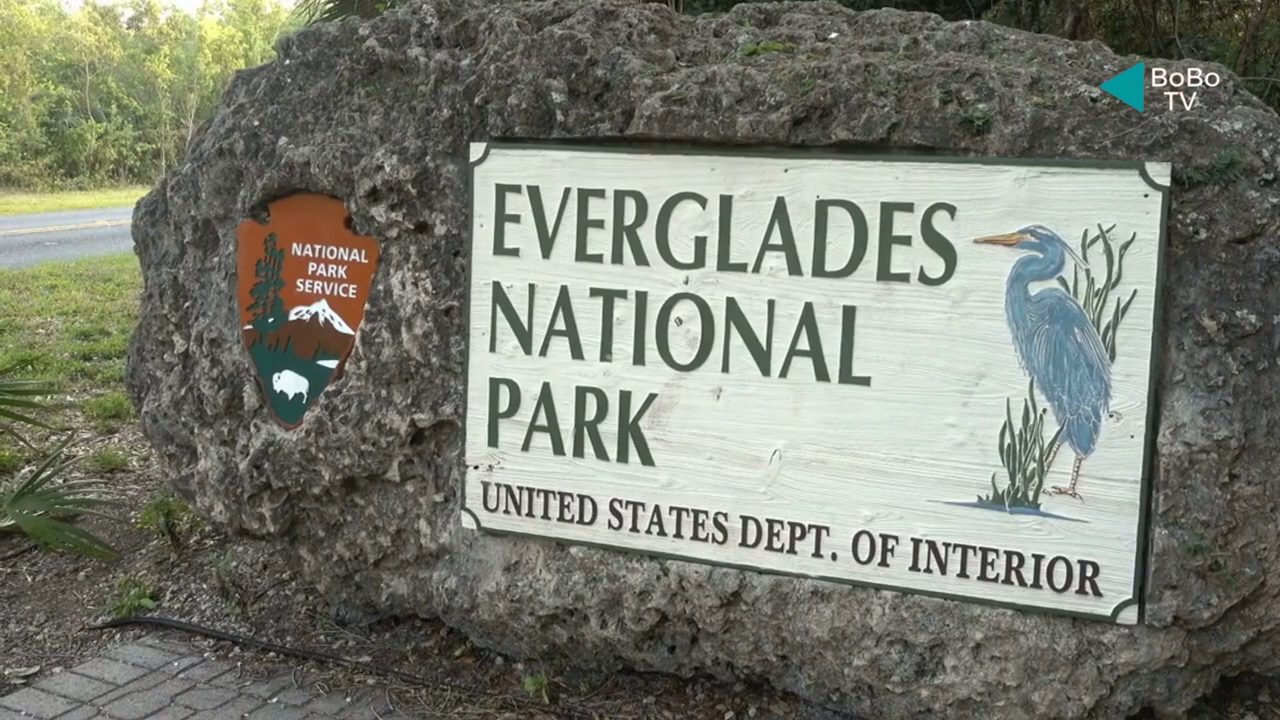 BoBo
TV
NATIONAL
PARK
SERVICE
EVERGLADES
NATIONAL
PARK
UNITED STATES DEPT. OF INTERIOR